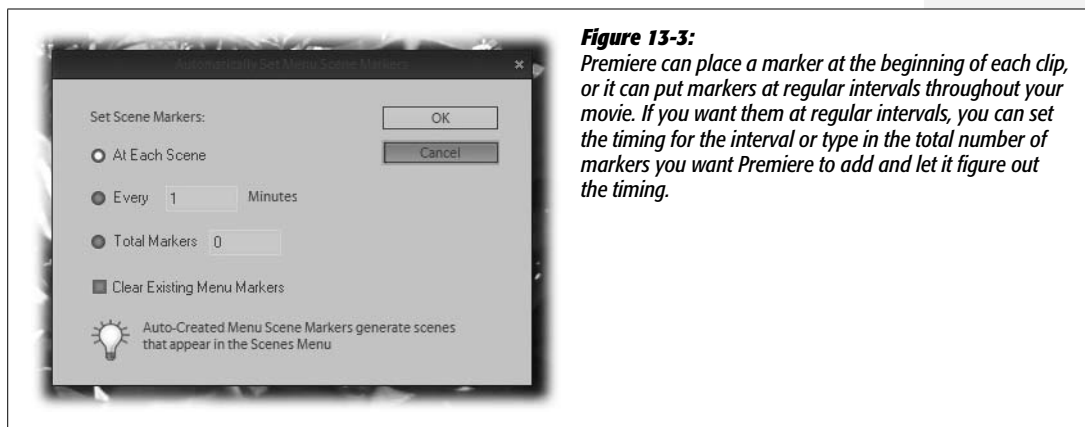 Automatically Set Menu Scene Markers ×
Set Scene Markers:
OK
At Each Scene
Cancel
Every 1 Minutes
Total Markers 0
Clear Existing Menu Markers
Auto-Created Menu Scene Markers generate scenes
that appear in the Scenes Menu
Figure 13-3:
Premiere can place a marker at the beginning of each clip,
or it can put markers at regular intervals throughout your
movie. If you want them at regular intervals, you can set
the timing for the interval or type in the total number of
markers you want Premiere to add and let it figure out
the timing.